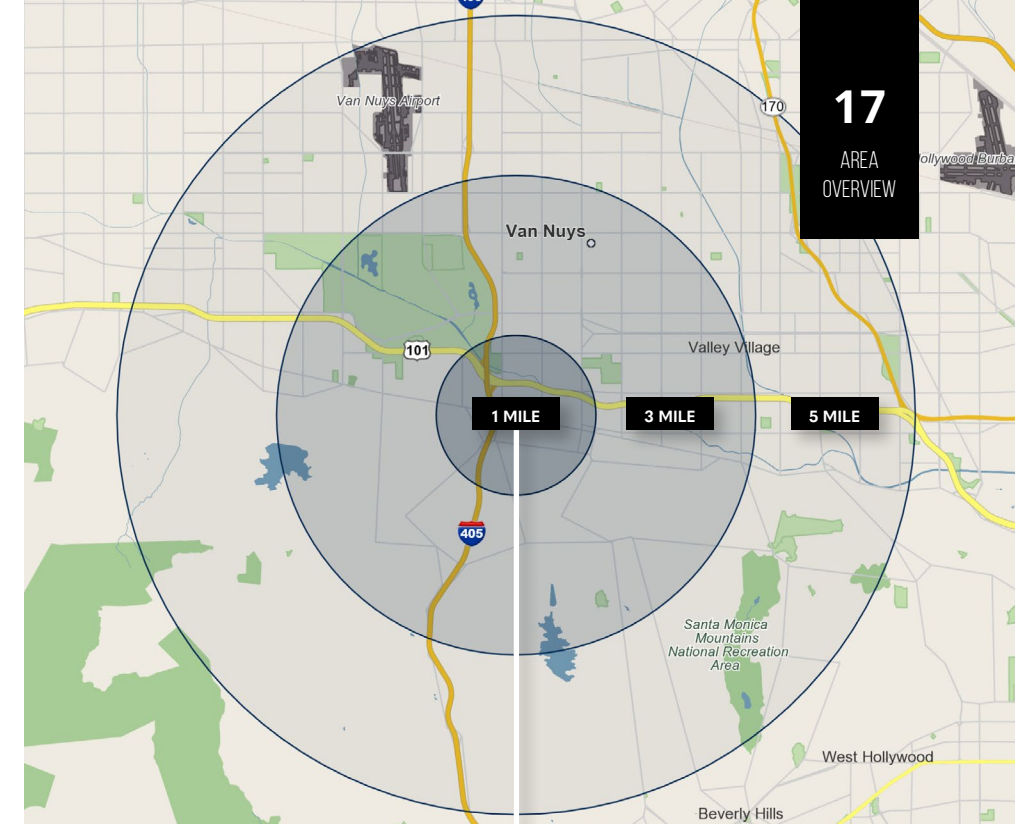 Van Nuys Airport
170
17
AREA
OVERVIEW
Van Nuys
101
Valley Village
1 MILE
3 MILE
5 MILE
405
Santa Monica
Mountains
National Recreation
Area
West Hollywood
Beverly Hills